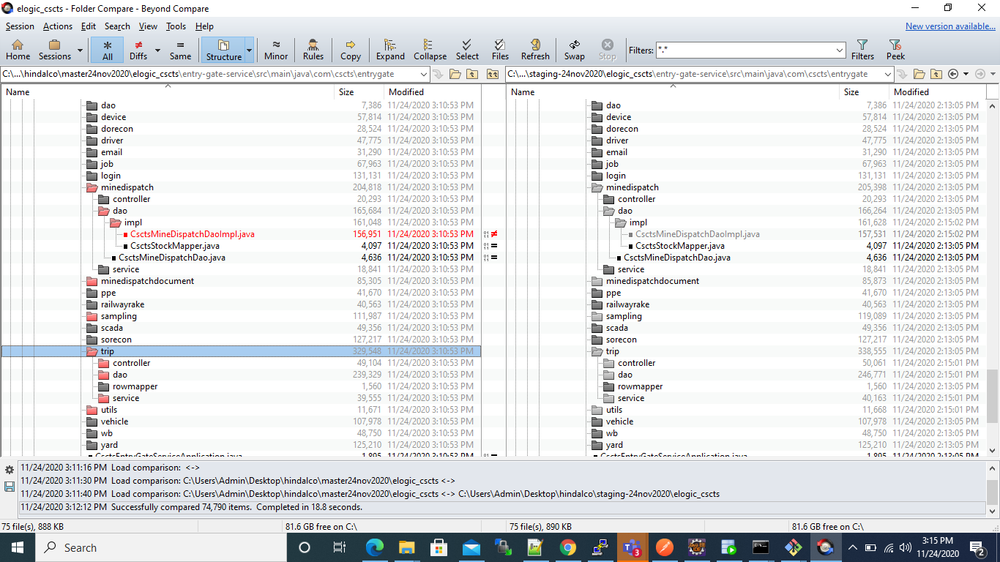 elogic_cscts - Folder Compare - Beyond Compare
Session Actions Edit Search View Tools Help New version available...
Home Sessions All Diffs Same Structure Minor Rules Copy Expand Collapse Select Files Refresh Swap Stop Filters: *.* Filters Peek
C:\...\hindalco\master24nov2020\elogic_cscts\entry-gate-service\src\main\java\com\cscts\entrygate C:\...\staging-24nov2020\elogic_cscts\entry-gate-service\src\main\java\com\cscts\entrygate
Name Size Modified Name Size Modified
dao 7,386 11/24/2020 3:10:53 PM dao 7,386 11/24/2020 2:13:05 PM
device 57,814 11/24/2020 3:10:53 PM device 57,814 11/24/2020 2:13:05 PM
dorecon 28,524 11/24/2020 3:10:53 PM dorecon 28,524 11/24/2020 2:13:05 PM
driver 47,775 11/24/2020 3:10:53 PM driver 47,775 11/24/2020 2:13:05 PM
email 31,290 11/24/2020 3:10:53 PM email 31,290 11/24/2020 2:13:05 PM
job 67,963 11/24/2020 3:10:53 PM job 67,963 11/24/2020 2:13:05 PM
login 131,131 11/24/2020 3:10:53 PM login 131,131 11/24/2020 2:13:05 PM
minedispatch 204,818 11/24/2020 3:10:53 PM minedispatch 205,398 11/24/2020 2:13:05 PM
controller 20,293 11/24/2020 3:10:53 PM controller 20,293 11/24/2020 2:13:05 PM
dao 165,684 11/24/2020 3:10:53 PM dao 166,264 11/24/2020 2:13:05 PM
impl 161,048 11/24/2020 3:10:53 PM impl 161,628 11/24/2020 2:15:02 PM
CsctsMineDispatchDaoImpl.java 156,951 11/24/2020 3:10:53 PM ≠ CsctsMineDispatchDaoImpl.java 157,531 11/24/2020 2:15:02 PM
CsctsStockMapper.java 4,097 11/24/2020 3:10:53 PM = CsctsStockMapper.java 4,097 11/24/2020 2:13:05 PM
CsctsMineDispatchDao.java 4,636 11/24/2020 3:10:53 PM = CsctsMineDispatchDao.java 4,636 11/24/2020 2:13:05 PM
service 18,841 11/24/2020 3:10:53 PM service 18,841 11/24/2020 2:13:05 PM
minedispatchdocument 85,305 11/24/2020 3:10:53 PM minedispatchdocument 85,873 11/24/2020 2:13:05 PM
ppe 41,670 11/24/2020 3:10:53 PM ppe 41,670 11/24/2020 2:13:05 PM
railwayrake 40,563 11/24/2020 3:10:53 PM railwayrake 40,563 11/24/2020 2:13:05 PM
sampling 111,987 11/24/2020 3:10:53 PM sampling 119,089 11/24/2020 2:13:05 PM
scada 49,356 11/24/2020 3:10:53 PM scada 49,356 11/24/2020 2:13:05 PM
sorecon 127,217 11/24/2020 3:10:53 PM sorecon 127,217 11/24/2020 2:13:05 PM
trip 329,548 11/24/2020 3:10:53 PM trip 338,555 11/24/2020 2:13:05 PM
controller 49,104 11/24/2020 3:10:53 PM controller 50,061 11/24/2020 2:15:01 PM
dao 239,329 11/24/2020 3:10:53 PM dao 246,771 11/24/2020 2:15:01 PM
rowmapper 1,560 11/24/2020 3:10:53 PM rowmapper 1,560 11/24/2020 2:15:01 PM
service 39,555 11/24/2020 3:10:53 PM service 40,163 11/24/2020 2:15:01 PM
utils 11,671 11/24/2020 3:10:53 PM utils 11,668 11/24/2020 2:15:01 PM
vehicle 107,978 11/24/2020 3:10:53 PM vehicle 107,978 11/24/2020 2:13:05 PM
wb 48,750 11/24/2020 3:10:53 PM wb 48,750 11/24/2020 2:13:05 PM
yard 125,210 11/24/2020 3:10:53 PM yard 125,210 11/24/2020 2:13:05 PM
CsctsEntryGateServiceApplication.java 1,895 11/24/2020 3:10:53 PM = CsctsEntryGateServiceApplication.java 1,895 11/24/2020 2:13:05 PM
11/24/2020 3:11:16 PM Load comparison: <->
11/24/2020 3:11:30 PM Load comparison: C:\Users\Admin\Desktop\hindalco\master24nov2020\elogic_cscts <->
11/24/2020 3:11:40 PM Load comparison: C:\Users\Admin\Desktop\hindalco\master24nov2020\elogic_cscts <-> C:\Users\Admin\Desktop\hindalco\staging-24nov2020\elogic_cscts
11/24/2020 3:12:12 PM Successfully compared 74,790 items. Completed in 18.8 seconds.
75 file(s), 888 KB 81.6 GB free on C:\ 75 file(s), 890 KB 81.6 GB free on C:\
Search 3 3:15 PM
11/24/2020 2